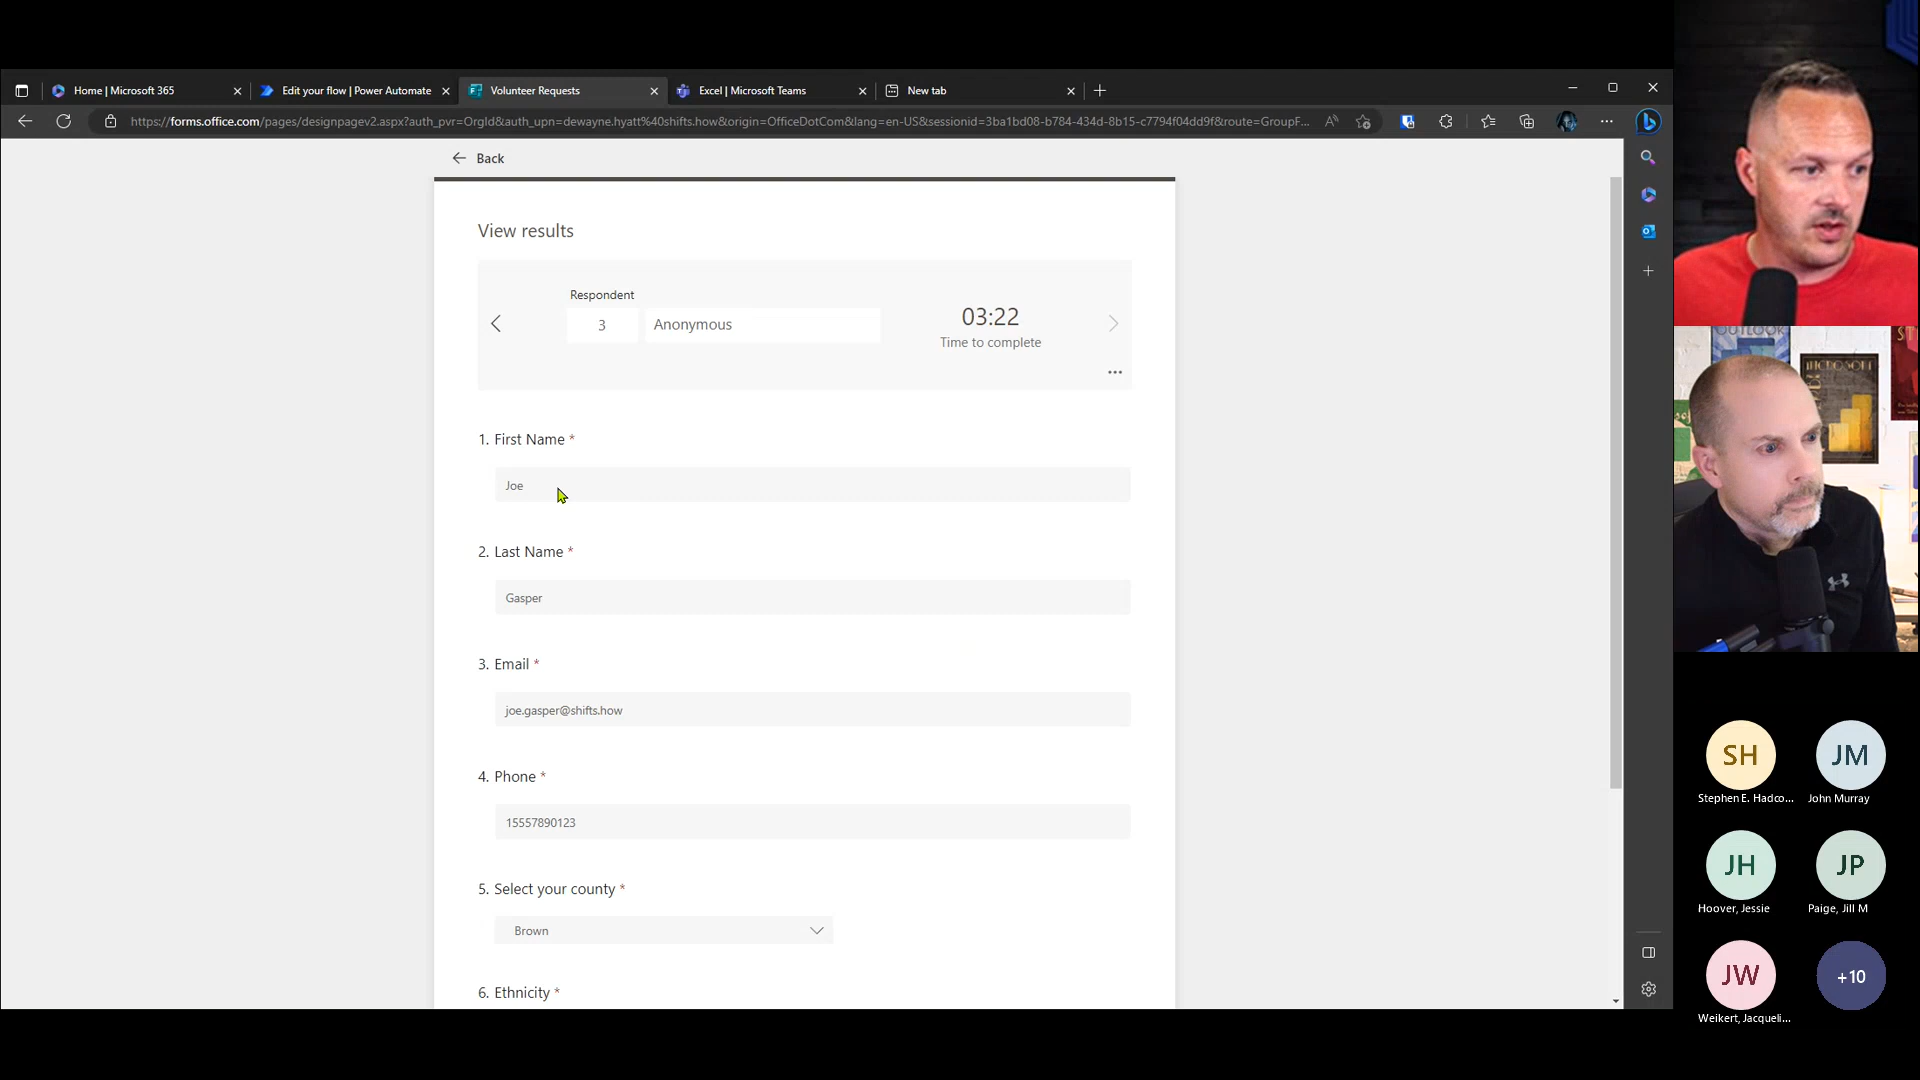 Home | Microsoft 365
Edit your flow | Power Automate
Volunteer Requests
Excel | Microsoft Teams
New tab
https://forms.office.com/pages/designpagev2.aspx?auth_pvr=OrgId&auth_upn=dewayne.hyatt%40shifts.how&origin=OfficeDotCom&lang=en-US&sessionid=3ba1bd08-b784-434d-8b15-c7794f04dd9f&route=GroupF...
Back
View results
Respondent
3
Anonymous
03:22
Time to complete
1. First Name *
Joe
2. Last Name *
Gasper
3. Email *
joe.gasper@shifts.how
4. Phone *
15557890123
5. Select your county *
Brown
6. Ethnicity *
OUTLOOK
MICROSOFT
SH
Stephen E. Hadco...
JM
John Murray
JH
Hoover, Jessie
JP
Paige, Jill M
JW
Weikert, Jacqueli...
+10